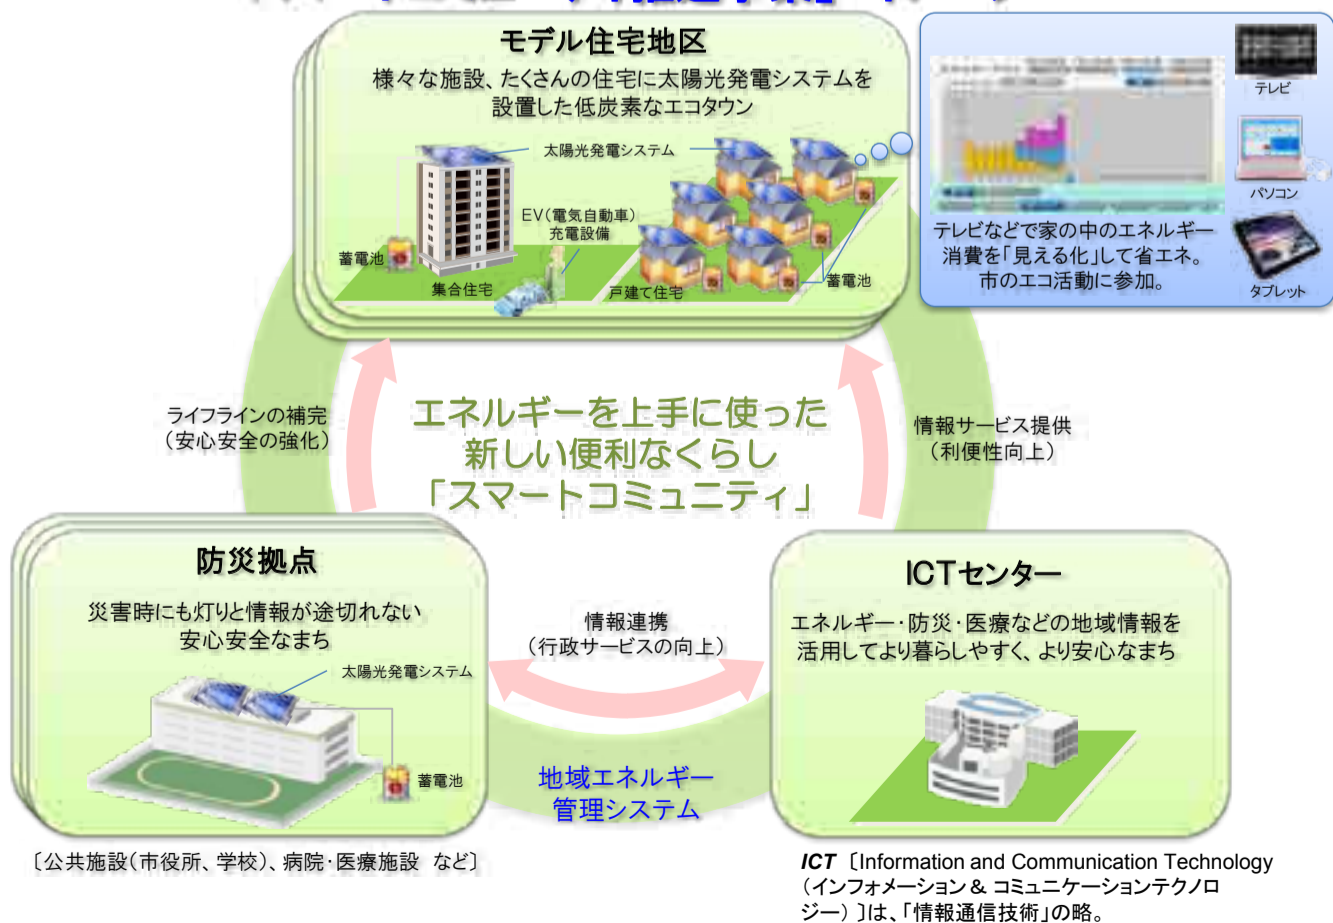 推進事業」
モデル住宅地区
様々な施設、たくさんの住宅に太陽光発電システムを
設置した低炭素なエコタウン
太陽光発電システム
EV(電気自動車)
充電設備
蓄電池
集合住宅
戸建て住宅
蓄電池
テレビ
パソコン
タブレット
テレビなどで家の中のエネルギー
消費を「見える化」して省エネ。
市のエコ活動に参加。
ライフラインの補完
(安心安全の強化)
エネルギーを上手に使った
新しい便利なくらし
「スマートコミュニティ」
情報サービス提供
(利便性向上)
防災拠点
災害時にも灯りと情報が途切れない
安心安全なまち
太陽光発電システム
蓄電池
〔公共施設(市役所、学校)、病院・医療施設 など〕
情報連携
(行政サービスの向上)
地域エネルギー
管理システム
ICTセンター
エネルギー・防災・医療などの地域情報を
活用してより暮らしやすく、より安心なまち
ICT〔Information and Communication Technology
(インフォメーション & コミュニケーションテクノロ
ジー)〕は、「情報通信技術」の略。